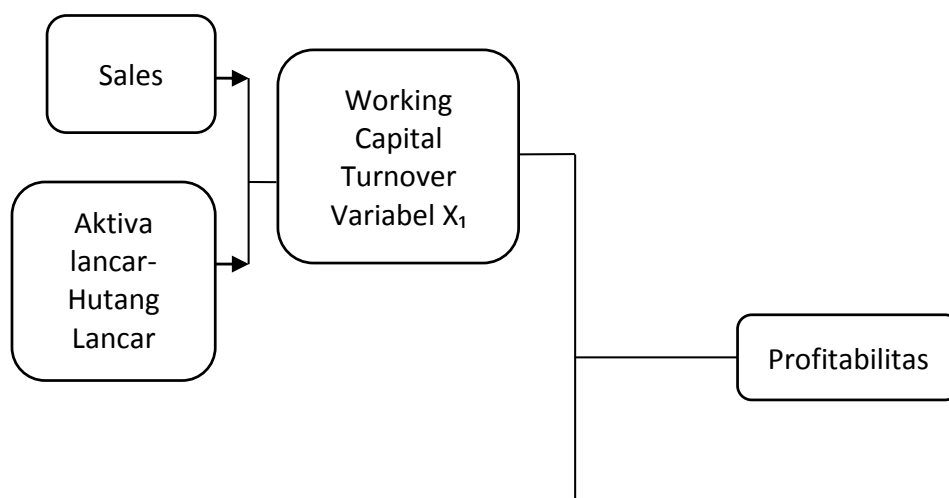 Sales
Working
Capital
Turnover
Variabel X₁
Aktiva
lancar-
Hutang
Lancar
Profitabilitas